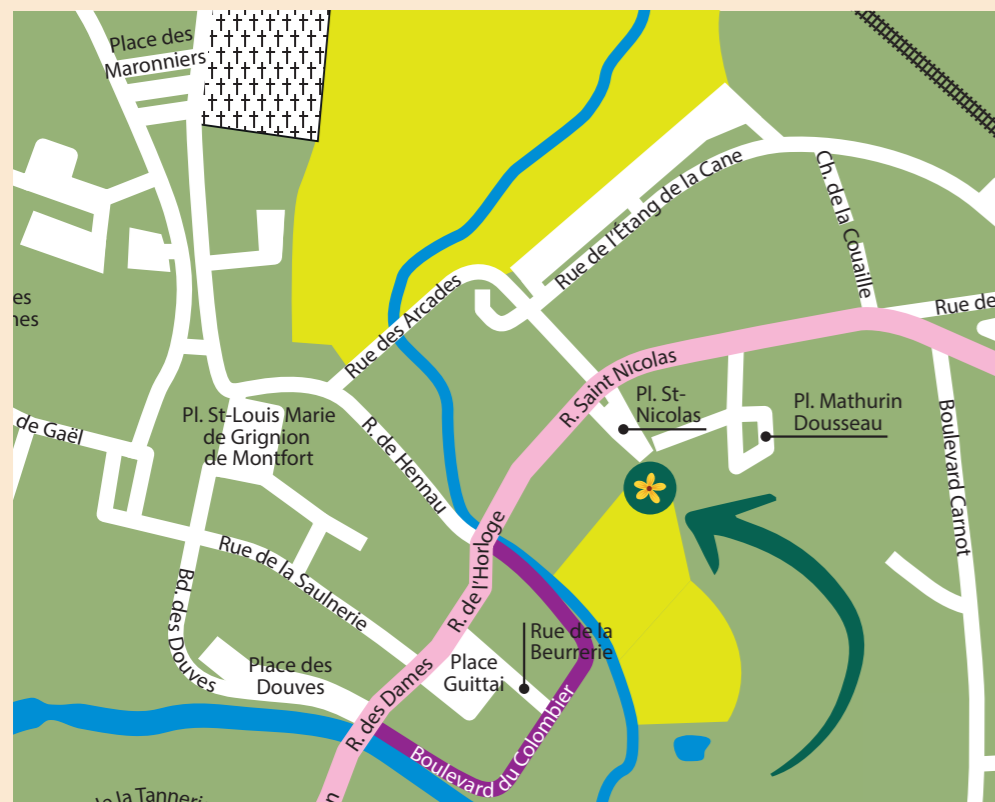 Place des
Maronniers
Rue de l'Étang de la Cane
Ch. de la Couaille
Rue des Arcades
Rue de
R. Saint Nicolas
Pl. St-
Nicolas
Pl. Mathurin
Dousseau
Pl. St-Louis Marie
de Grignion
de Montfort
de Gaël
R. de Hennau
Boulevard Carnot
R. de l'Horloge
Rue de la Saulnerie
Bd. des Douves
Rue de la
Beurrerie
Place des
Douves
Place
Guittai
R. des Dames
Boulevard du Colombier